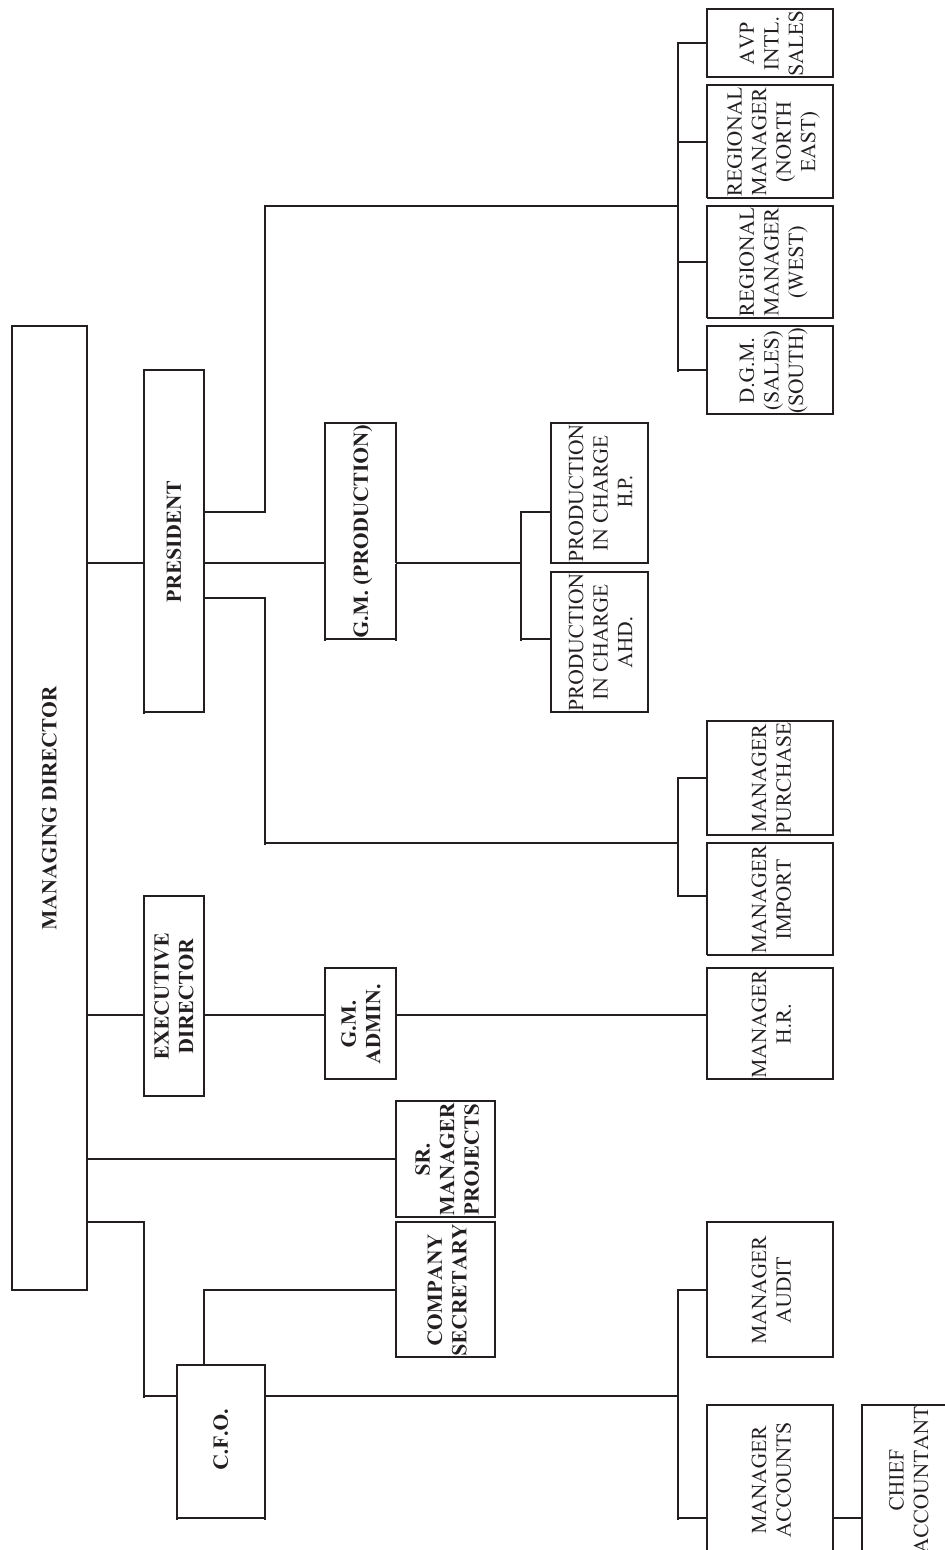 MANAGING DIRECTOR
C.F.O.
EXECUTIVE
DIRECTOR
PRESIDENT
COMPANY
SECRETARY
SR.
MANAGER
PROJECTS
G.M.
ADMIN.
G.M. (PRODUCTION)
PRODUCTION
IN CHARGE
AHD.
PRODUCTION
IN CHARGE
H.P.
MANAGER
ACCOUNTS
MANAGER
AUDIT
MANAGER
H.R.
MANAGER
IMPORT
MANAGER
PURCHASE
D.G.M.
(SALES)
(SOUTH)
REGIONAL
MANAGER
(WEST)
REGIONAL
MANAGER
(NORTH
EAST)
AVP
INTL.
SALES
CHIEF
ACCOUNTANT